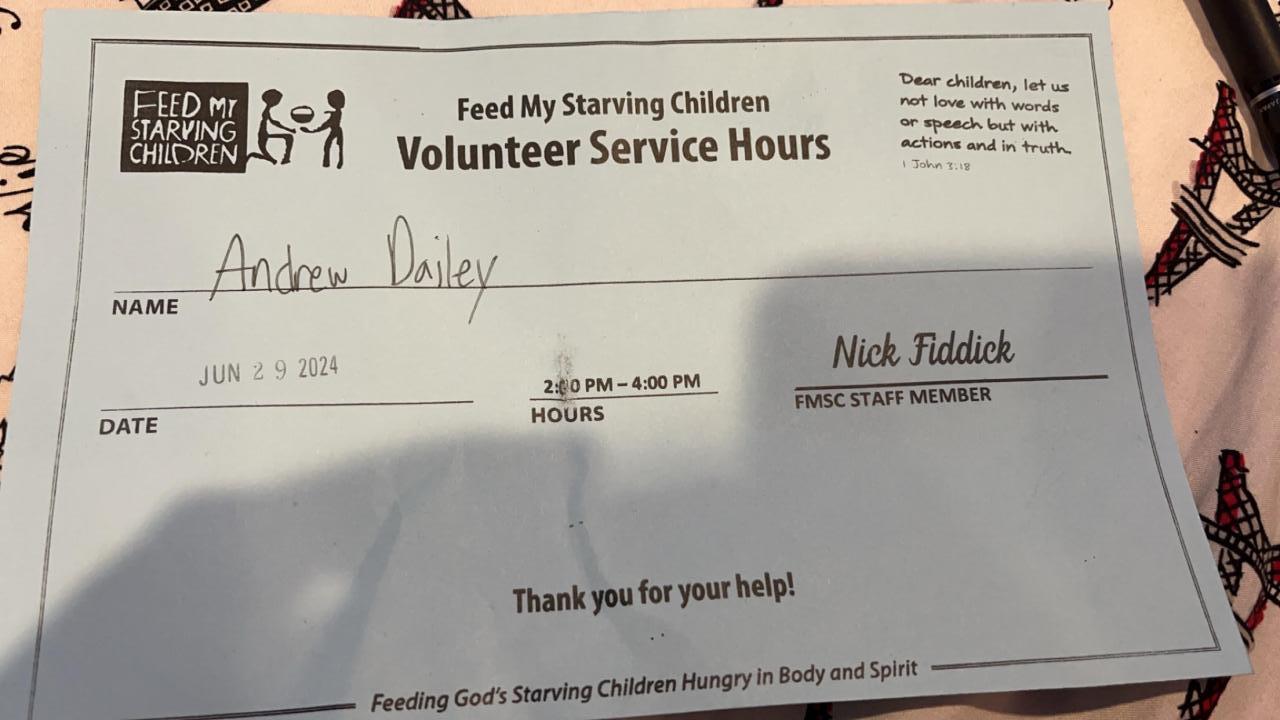 FEED MY
STARVING
CHILDREN
Feed My Starving Children
Volunteer Service Hours
Dear children, let us
not love with words
or speech but with
actions and in truth.
1 John 3:18
Andrew Dailey
NAME
JUN 29 2024
DATE
2:00 PM – 4:00 PM
HOURS
Nick Fiddick
FMSC STAFF MEMBER
Thank you for your help!
Feeding God's Starving Children Hungry in Body and Spirit